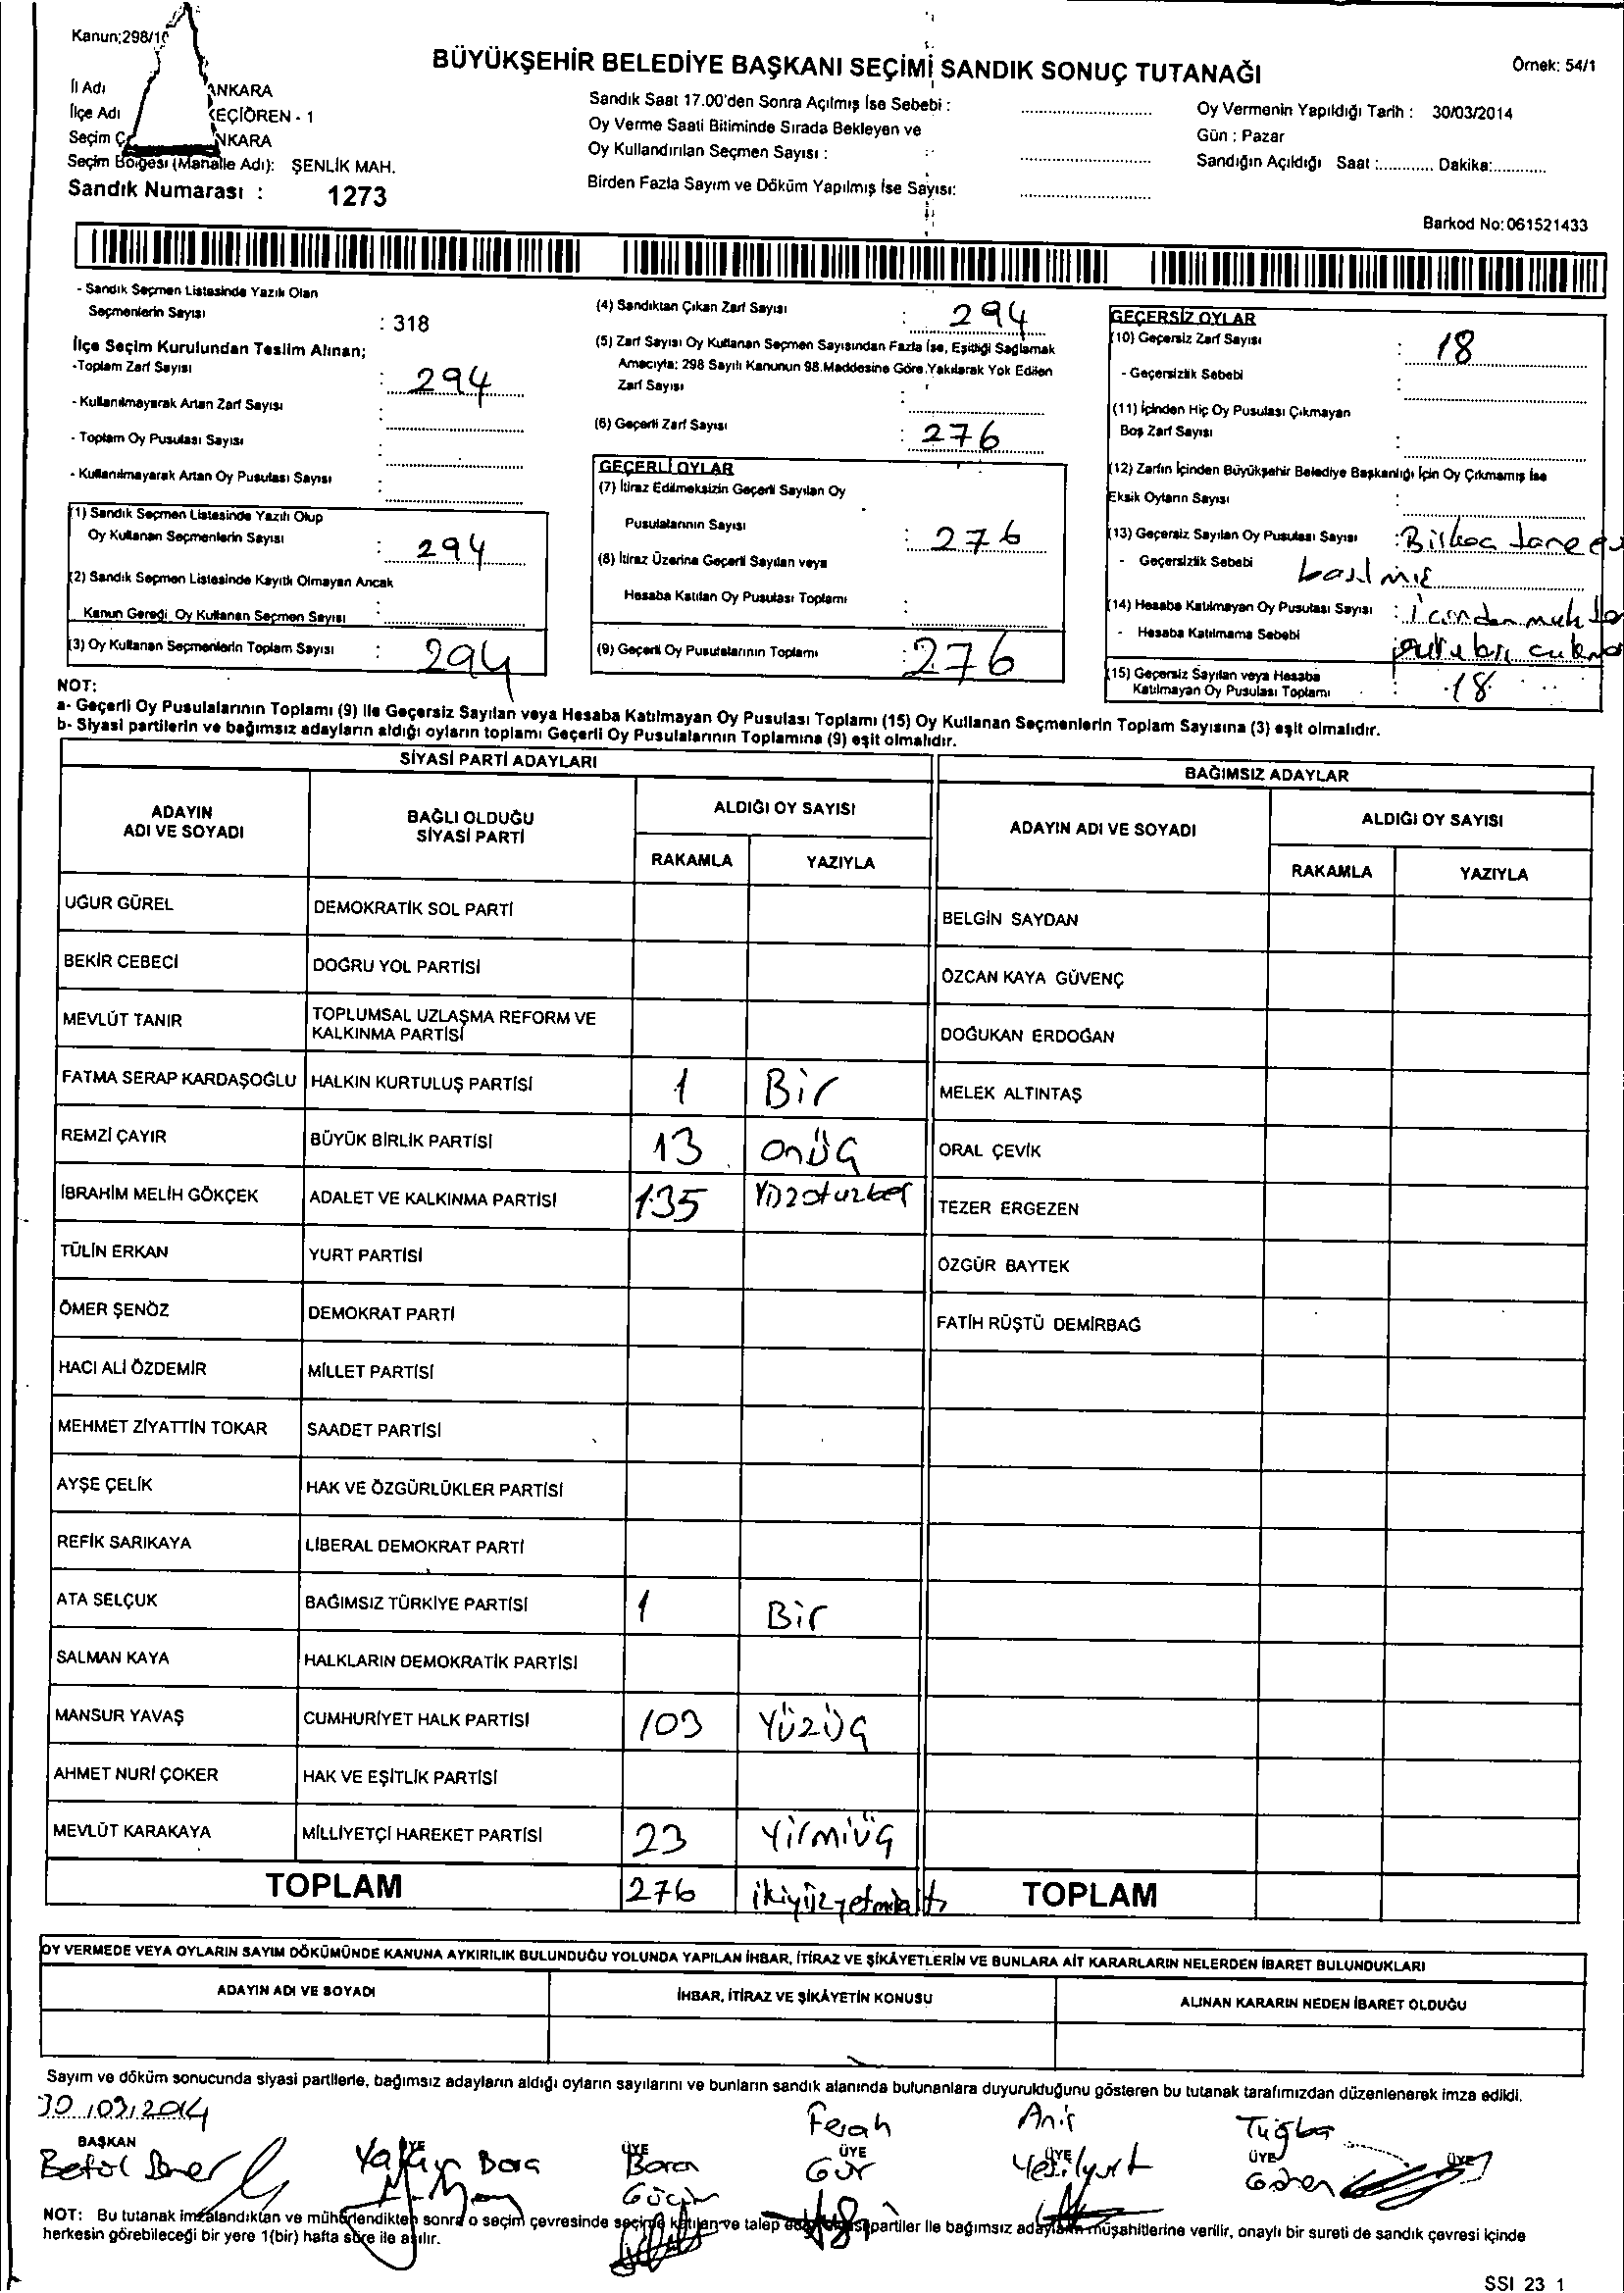 Kanun;298/10
BÜYÜKŞEHİR BELEDİYE BAŞKANI SEÇİMİ SANDIK SONUÇ TUTANAĞI
Örnek: 54/1
İl Adı ANKARA
İlçe Adı KEÇİÖREN - 1
Seçim Ç ANKARA
Seçim Bölgesi (Mahalle Adı): ŞENLİK MAH.
Sandık Numarası : 1273
Sandık Saat 17.00'den Sonra Açılmış İse Sebebi :
Oy Verme Saati Bitiminde Sırada Bekleyen ve
Oy Kullandırılan Seçmen Sayısı :
Birden Fazla Sayım ve Döküm Yapılmış İse Sayısı:
Oy Vermenin Yapıldığı Tarih : 30/03/2014
Gün : Pazar
Sandığın Açıldığı Saat :............. Dakika:.............
Barkod No:061521433
- Sandık Seçmen Listesinde Yazılı Olan
Seçmenlerin Sayısı : 318
İlçe Seçim Kurulundan Teslim Alınan;
-Toplam Zarf Sayısı : 294
- Kullanılmayarak Artan Zarf Sayısı :
- Toplam Oy Pusulası Sayısı :
- Kullanılmayarak Artan Oy Pusulası Sayısı :
(1) Sandık Seçmen Listesinde Yazılı Olup
Oy Kullanan Seçmenlerin Sayısı : 294
(2) Sandık Seçmen Listesinde Kayıtlı Olmayan Ancak
Kanun Gereği Oy Kullanan Seçmen Sayısı :
(3) Oy Kullanan Seçmenlerin Toplam Sayısı : 294
(4) Sandıktan Çıkan Zarf Sayısı : 294
(5) Zarf Sayısı Oy Kullanan Seçmen Sayısından Fazla İse, Eşitliği Sağlamak
Amacıyla: 298 Sayılı Kanunun 98.Maddesine Göre Yakılarak Yok Edilen
Zarf Sayısı :
(6) Geçerli Zarf Sayısı : 276
GEÇERLİ OYLAR
(7) İtiraz Edilmeksizin Geçerli Sayılan Oy
Pusulalarının Sayısı : 276
(8) İtiraz Üzerine Geçerli Sayılan veya
Hesaba Katılan Oy Pusulası Toplamı :
(9) Geçerli Oy Pusulalarının Toplamı : 276
GEÇERSİZ OYLAR
(10) Geçersiz Zarf Sayısı : 18
- Geçersizlik Sebebi :
(11) İçinden Hiç Oy Pusulası Çıkmayan
Boş Zarf Sayısı :
(12) Zarfın İçinden Büyükşehir Belediye Başkanlığı İçin Oy Çıkmamış İse
Eksik Oyların Sayısı :
(13) Geçersiz Sayılan Oy Pusulası Sayısı : Birkaç tane
- Geçersizlik Sebebi
(14) Hesaba Katılmayan Oy Pusulası Sayısı :
- Hesaba Katılmama Sebebi
(15) Geçersiz Sayılan veya Hesaba
Katılmayan Oy Pusulası Toplamı : 18
NOT:
a- Geçerli Oy Pusulalarının Toplamı (9) İle Geçersiz Sayılan veya Hesaba Katılmayan Oy Pusulası Toplamı (15) Oy Kullanan Seçmenlerin Toplam Sayısına (3) eşit olmalıdır.
b- Siyasi partilerin ve bağımsız adayların aldığı oyların toplamı Geçerli Oy Pusulalarının Toplamına (9) eşit olmalıdır.
SİYASİ PARTİ ADAYLARI
BAĞIMSIZ ADAYLAR
ADAYIN
ADI VE SOYADI
BAĞLI OLDUĞU
SİYASİ PARTİ
ALDIĞI OY SAYISI
RAKAMLA YAZIYLA
ADAYIN ADI VE SOYADI
ALDIĞI OY SAYISI
RAKAMLA YAZIYLA
UĞUR GÜREL DEMOKRATİK SOL PARTİ BELGİN SAYDAN
BEKİR CEBECİ DOĞRU YOL PARTİSİ ÖZCAN KAYA GÜVENÇ
MEVLÜT TANIR TOPLUMSAL UZLAŞMA REFORM VE
KALKINMA PARTİSİ DOĞUKAN ERDOĞAN
FATMA SERAP KARDAŞOĞLU HALKIN KURTULUŞ PARTİSİ 1 Bir MELEK ALTINTAŞ
REMZİ ÇAYIR BÜYÜK BİRLİK PARTİSİ 13 onüç ORAL ÇEVİK
İBRAHİM MELİH GÖKÇEK ADALET VE KALKINMA PARTİSİ 135 Yüzotuzbeş TEZER ERGEZEN
TÜLİN ERKAN YURT PARTİSİ ÖZGÜR BAYTEK
ÖMER ŞENÖZ DEMOKRAT PARTİ FATİH RÜŞTÜ DEMİRBAĞ
HACI ALİ ÖZDEMİR MİLLET PARTİSİ
MEHMET ZİYATTİN TOKAR SAADET PARTİSİ
AYŞE ÇELİK HAK VE ÖZGÜRLÜKLER PARTİSİ
REFİK SARIKAYA LİBERAL DEMOKRAT PARTİ
ATA SELÇUK BAĞIMSIZ TÜRKİYE PARTİSİ 1 Bir
SALMAN KAYA HALKLARIN DEMOKRATİK PARTİSİ
MANSUR YAVAŞ CUMHURİYET HALK PARTİSİ 103 Yüzüç
AHMET NURİ ÇOKER HAK VE EŞİTLİK PARTİSİ
MEVLÜT KARAKAYA MİLLİYETÇİ HAREKET PARTİSİ 23 Yirmiüç
TOPLAM 276 ikiyüzyetmişaltı TOPLAM
OY VERMEDE VEYA OYLARIN SAYIM DÖKÜMÜNDE KANUNA AYKIRILIK BULUNDUĞU YOLUNDA YAPILAN İHBAR, İTİRAZ VE ŞİKÂYETLERİN VE BUNLARA AİT KARARLARIN NELERDEN İBARET BULUNDUKLARI
ADAYIN ADI VE SOYADI İHBAR, İTİRAZ VE ŞİKÂYETİN KONUSU ALINAN KARARIN NEDEN İBARET OLDUĞU
Sayım ve döküm sonucunda siyasi partilerle, bağımsız adayların aldığı oyların sayılarını ve bunların sandık alanında bulunanlara duyurulduğunu gösteren bu tutanak tarafımızdan düzenlenerek imza edildi.
30/03/2014
Ferah Anıl Tuğba
BAŞKAN ÜYE ÜYE ÜYE ÜYE ÜYE ÜYE
Bora Gür Yeşilyurt
NOT: Bu tutanak imzalandıktan ve mühürlendikten sonra o seçim çevresinde seçime katılan ve talep partiler ile bağımsız adayların müşahitlerine verilir, onaylı bir sureti de sandık çevresi içinde
herkesin görebileceği bir yere 1(bir) hafta süre ile asılır.
SSI 23 1